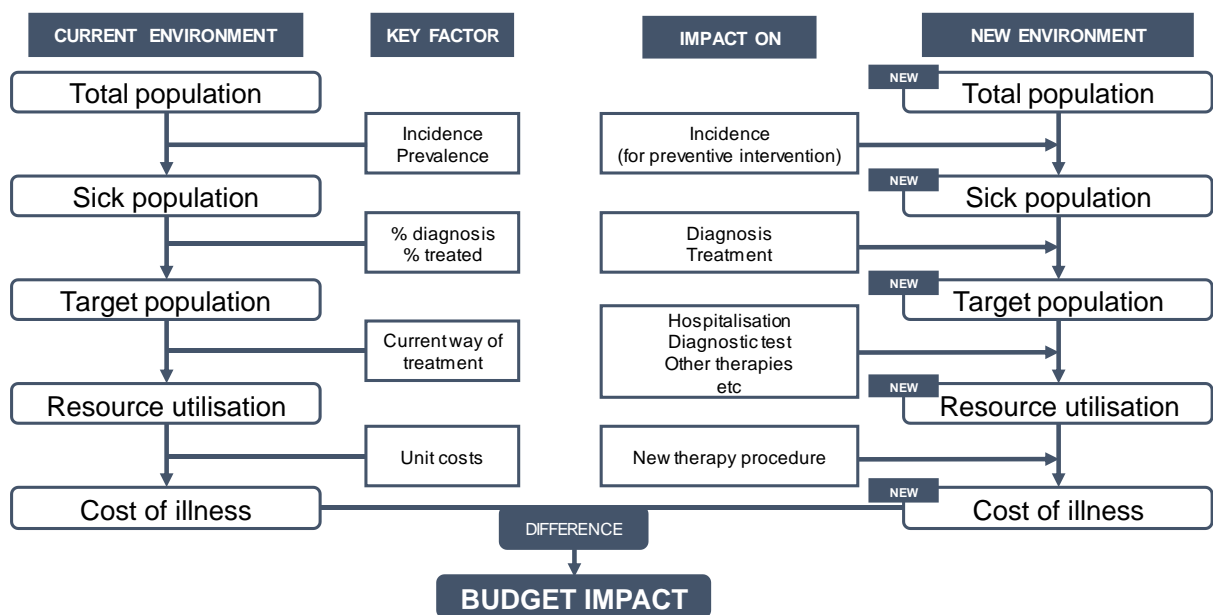 CURRENT ENVIRONMENT
KEY FACTOR
IMPACT ON
NEW ENVIRONMENT
Total population
NEW
Total population
Incidence
Prevalence
Incidence
(for preventive intervention)
Sick population
NEW
Sick population
% diagnosis
% treated
Diagnosis
Treatment
Target population
NEW
Target population
Current way of
treatment
Hospitalisation
Diagnostic test
Other therapies
etc
Resource utilisation
NEW
Resource utilisation
Unit costs
New therapy procedure
Cost of illness
NEW
Cost of illness
DIFFERENCE
BUDGET IMPACT